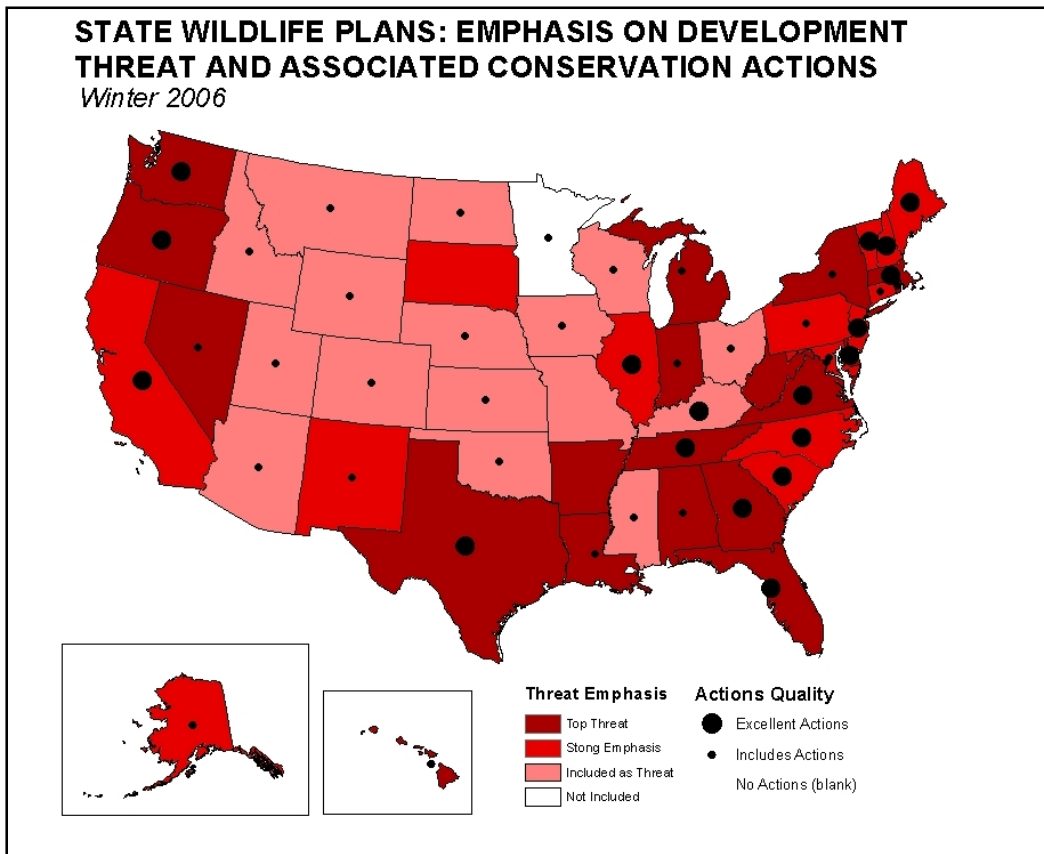 STATE WILDLIFE PLANS: EMPHASIS ON DEVELOPMENT
THREAT AND ASSOCIATED CONSERVATION ACTIONS
Winter 2006
Threat Emphasis
Top Threat
Stong Emphasis
Included as Threat
Not Included
Actions Quality
Excellent Actions
Includes Actions
No Actions (blank)